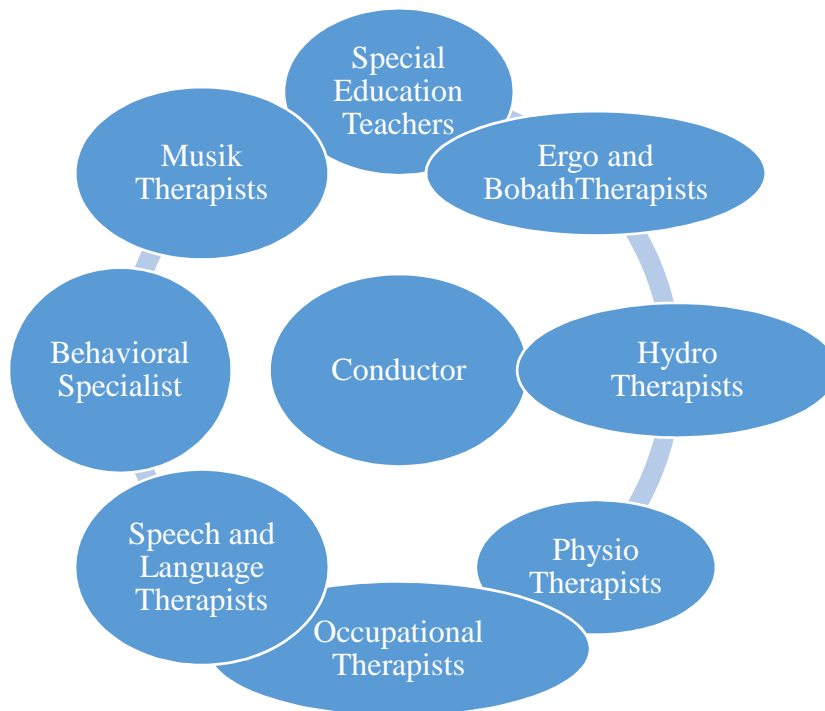 Special
Education
Teachers
Ergo and
BobathTherapists
Hydro
Therapists
Physio
Therapists
Occupational
Therapists
Speech and
Language
Therapists
Behavioral
Specialist
Musik
Therapists
Conductor